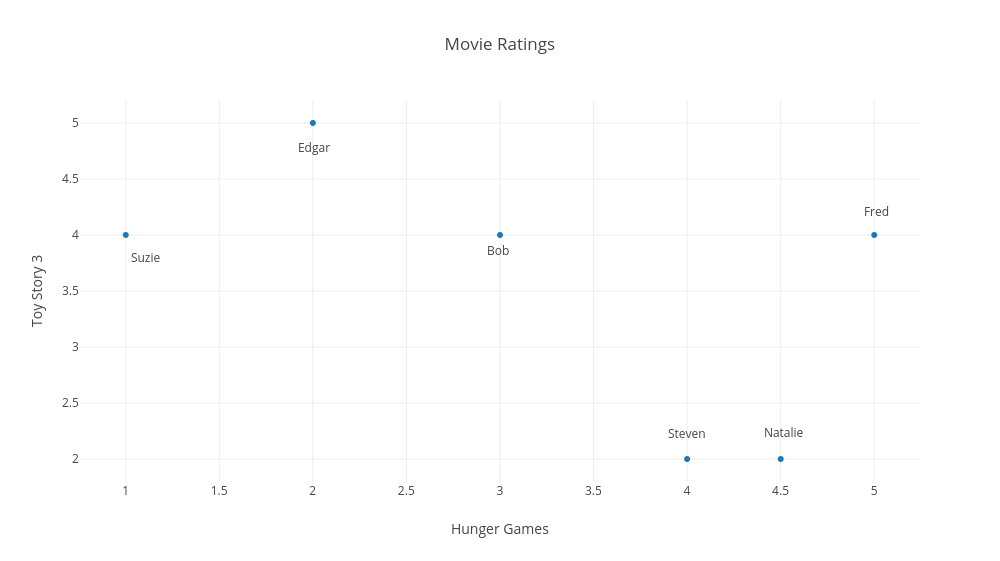 Movie Ratings
5
Edgar
4.5
Fred
4
Bob
Suzie
Toy Story 3
3.5
3
2.5
Steven
Natalie
2
1
1.5
2
2.5
3
3.5
4
4.5
5
Hunger Games